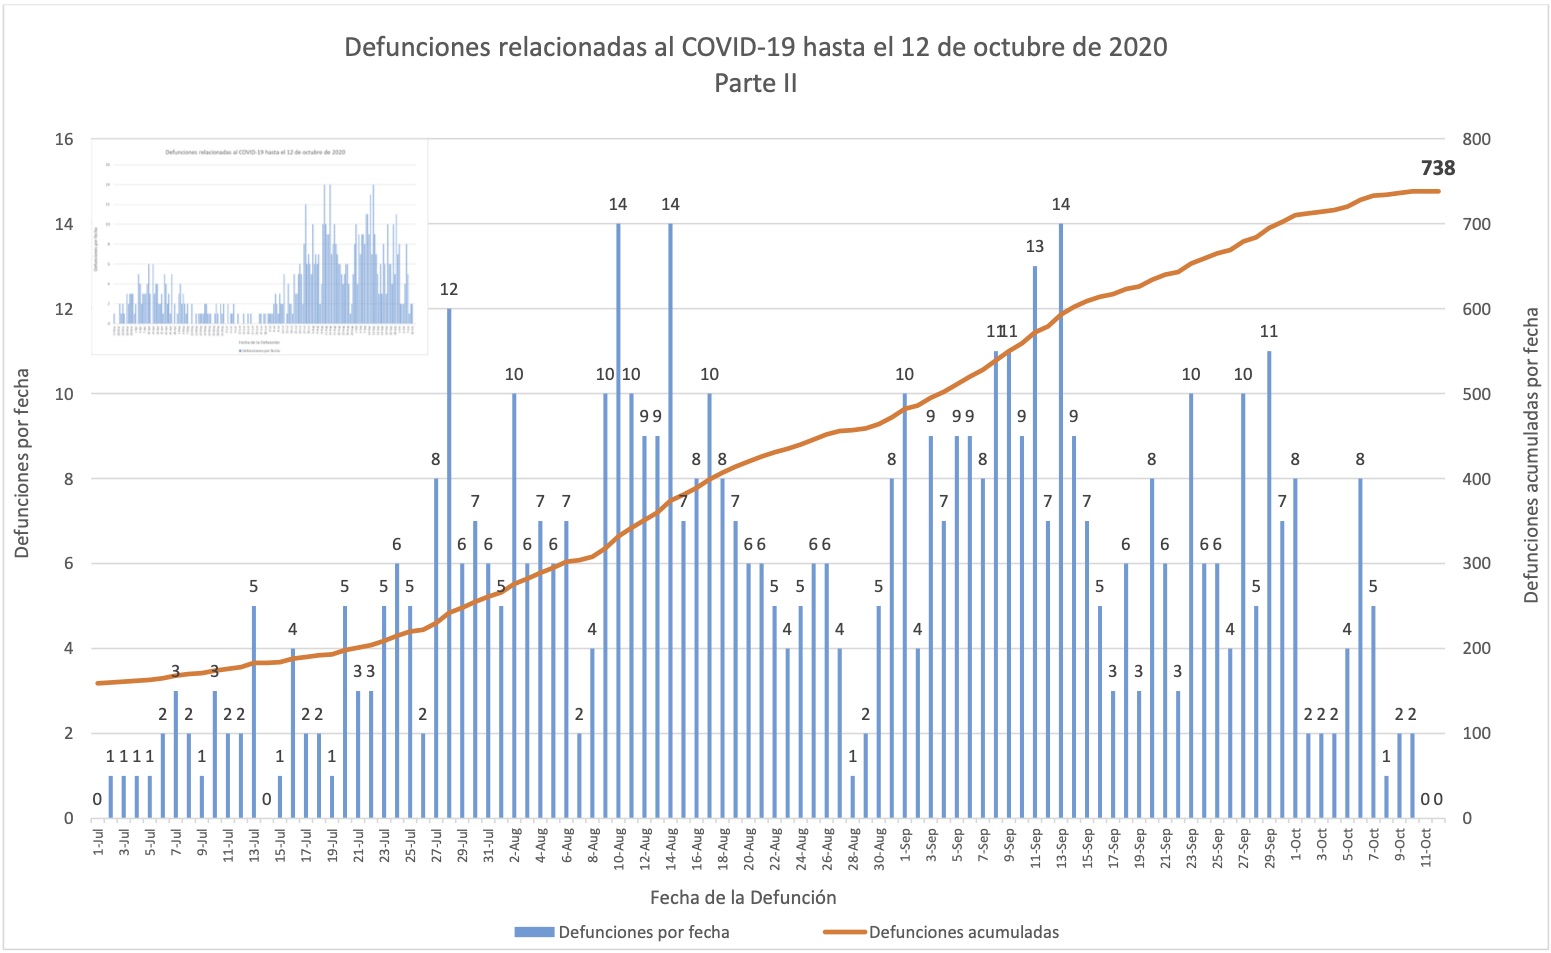 Defunciones relacionadas al COVID-19 hasta el 12 de octubre de 2020
Parte II
Defunciones por fecha
16
14
12
10
8
6
4
2
0
Defunciones relacionadas al COVID-19 hasta el 12 de octubre de 2020
Defunciones por fecha
Fecha de la Defunción
Defunciones por fecha
0 1 1 1 1 2 3 2 1 3 2 2 5 0 1 4 2 2 1 5 3 3 5 6 5 2 8 12 6 7 6 5 10 6 7 6 7 2 4 10 14 10 9 9 14 7 8 10 8 7 6 6 5 4 5 6 6 4 1 2 5 8 10 4 9 7 9 9 8 11 11 9 13 7 14 9 7 5 3 6 3 8 6 3 10 6 6 4 10 5 11 7 8 2 2 2 4 8 5 1 2 2 0 0
738
800
700
600
500
400
300
200
100
0
Defunciones acumuladas por fecha
1-Jul 3-Jul 5-Jul 7-Jul 9-Jul 11-Jul 13-Jul 15-Jul 17-Jul 19-Jul 21-Jul 23-Jul 25-Jul 27-Jul 29-Jul 31-Jul 2-Aug 4-Aug 6-Aug 8-Aug 10-Aug 12-Aug 14-Aug 16-Aug 18-Aug 20-Aug 22-Aug 24-Aug 26-Aug 28-Aug 30-Aug 1-Sep 3-Sep 5-Sep 7-Sep 9-Sep 11-Sep 13-Sep 15-Sep 17-Sep 19-Sep 21-Sep 23-Sep 25-Sep 27-Sep 29-Sep 1-Oct 3-Oct 5-Oct 7-Oct 9-Oct 11-Oct
Fecha de la Defunción
Defunciones por fecha
Defunciones acumuladas